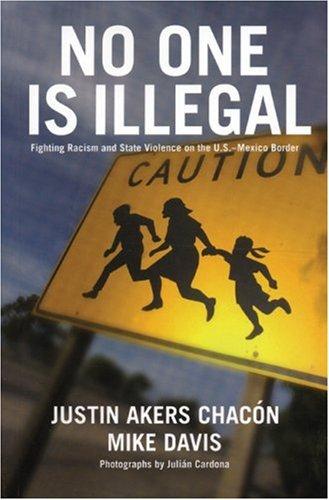 NO ONE
IS ILLEGAL
Fighting Racism and State Violence on the U.S.–Mexico Border
CAUTION
JUSTIN AKERS CHACÓN
MIKE DAVIS
Photographs by Julián Cardona